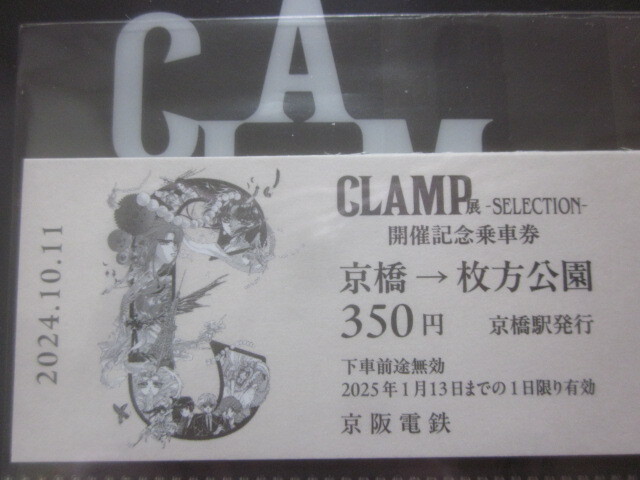 CLAMP
2024.10.11
CLAMP展 -SELECTION-
開催記念乗車券
京橋→枚方公園
350円 京橋駅発行
下車前途無効
2025年1月13日までの1日限り有効
京阪電鉄